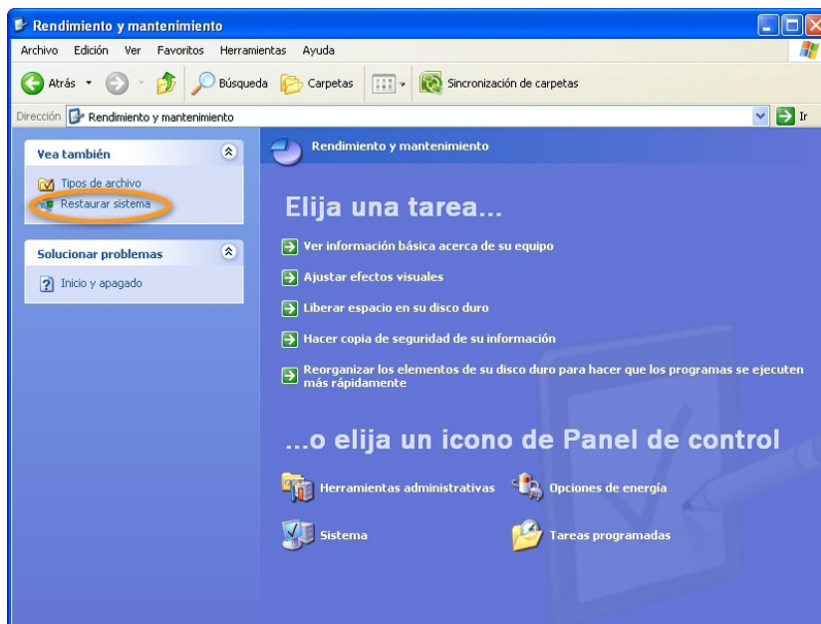 Rendimiento y mantenimiento
Archivo Edición Ver Favoritos Herramientas Ayuda
Atrás Búsqueda Carpetas Sincronización de carpetas
Dirección Rendimiento y mantenimiento Ir
Vea también
Tipos de archivo
Restaurar sistema
Solucionar problemas
Inicio y apagado
Rendimiento y mantenimiento
Elija una tarea...
Ver información básica acerca de su equipo
Ajustar efectos visuales
Liberar espacio en su disco duro
Hacer copia de seguridad de su información
Reorganizar los elementos de su disco duro para hacer que los programas se ejecuten
más rápidamente
...o elija un icono de Panel de control
Herramientas administrativas Opciones de energía
Sistema Tareas programadas